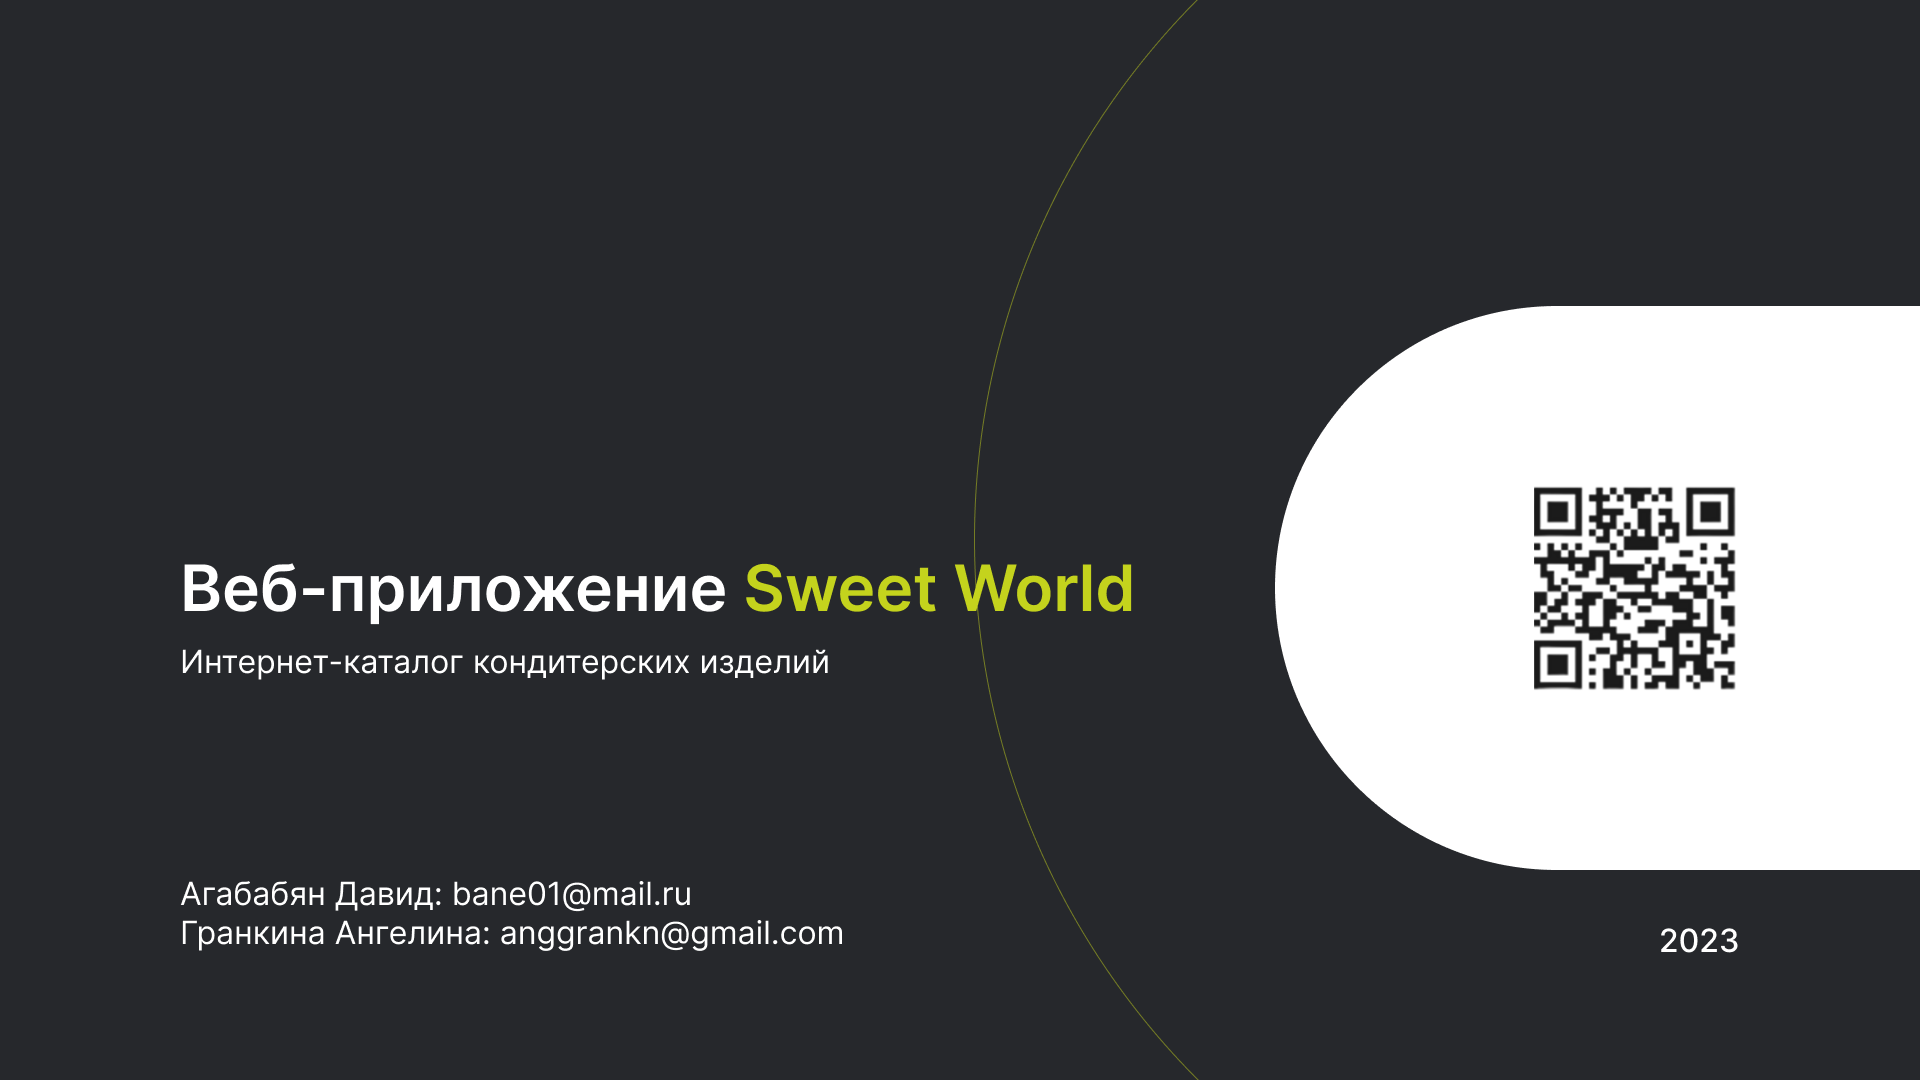 Веб-приложение Sweet World
Интернет-каталог кондитерских изделий
Агабабян Давид: bane01@mail.ru
Гранкина Ангелина: anggrankn@gmail.com
2023